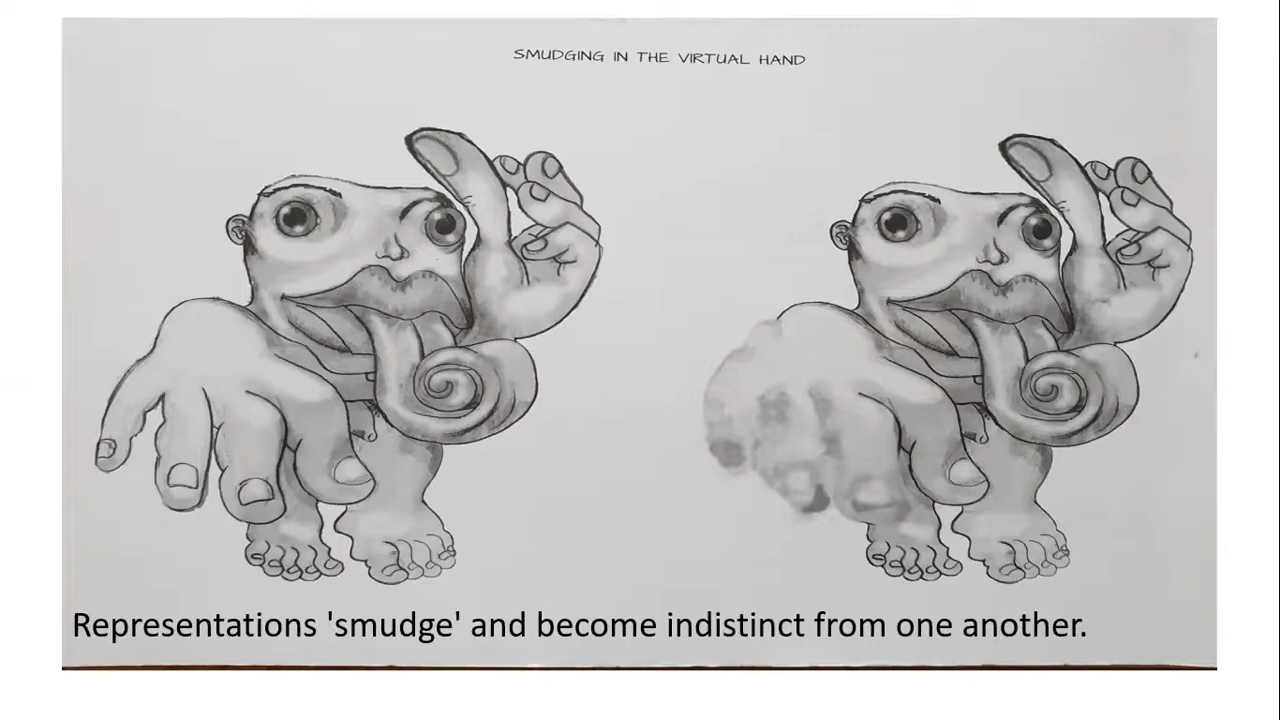 SMUDGING IN THE VIRTUAL HAND
Representations 'smudge' and become indistinct from one another.